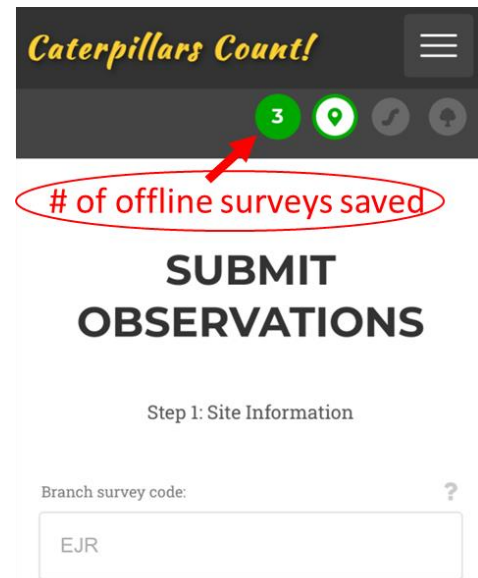 Caterpillars Count!
3
# of offline surveys saved
SUBMIT
OBSERVATIONS
Step 1: Site Information
Branch survey code: ?
EJR